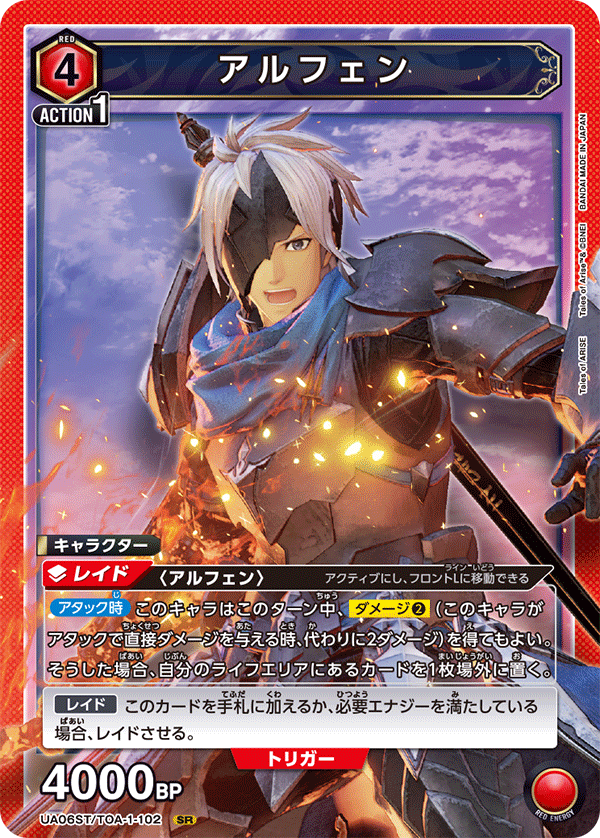 RED
4
アルフェン
ACTION1
BANDAI MADE IN JAPAN
Tales of Arise™& ©BNEI
Tales of ARISE
キャラクター
レイド 〈アルフェン〉 アクティブにし、フロントLに移動できる
アタック時 このキャラはこのターン中、ダメージ❷(このキャラが
アタックで直接ダメージを与える時、代わりに2ダメージ)を得てもよい。
そうした場合、自分のライフエリアにあるカードを1枚場外に置く。
レイド このカードを手札に加えるか、必要エナジーを満たしている
場合、レイドさせる。
トリガー
4000BP
UA06ST/TOA-1-102 SR
RED ENERGY